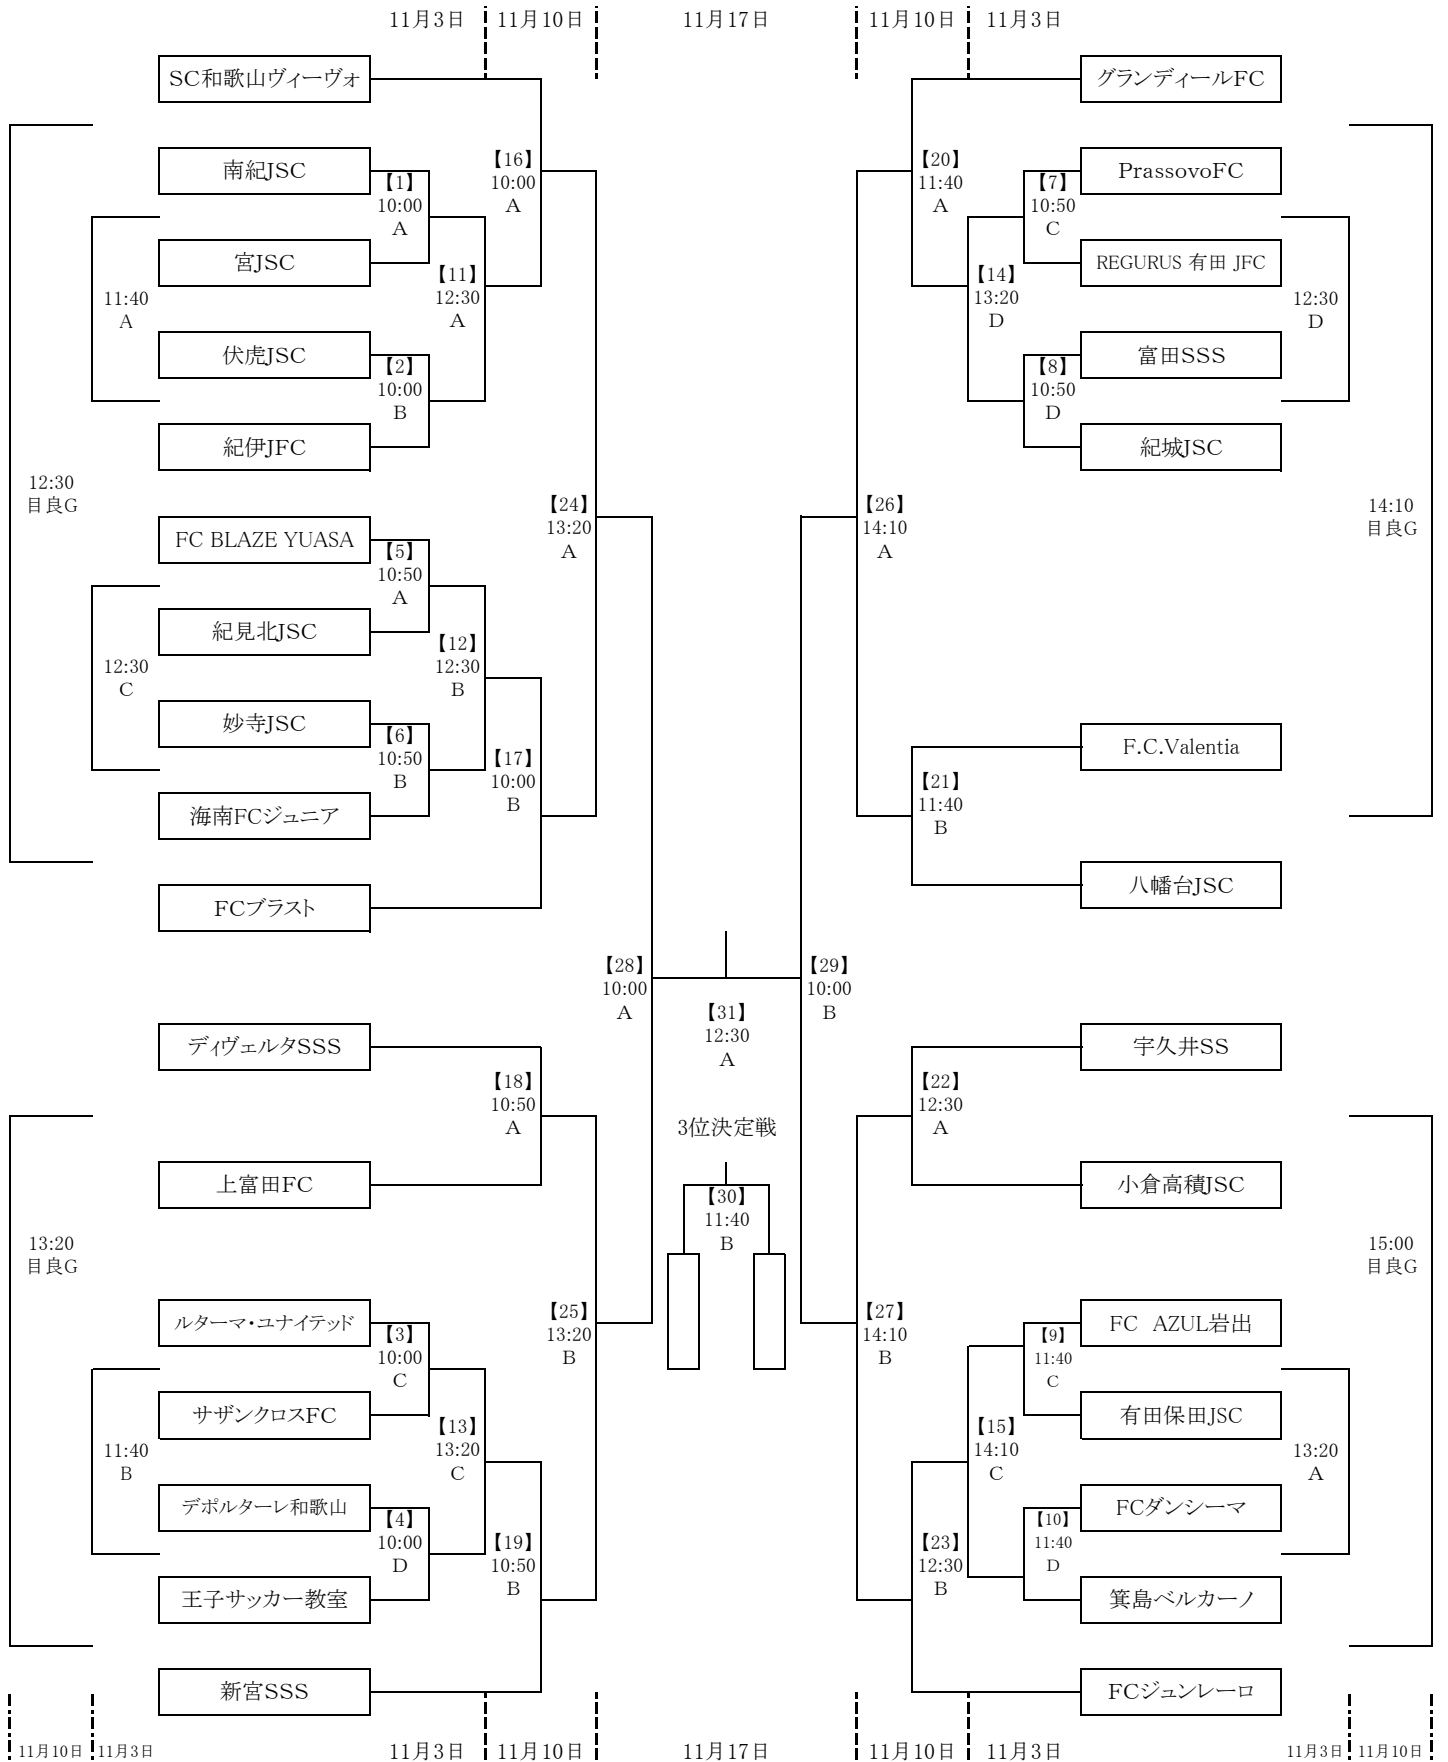 11月3日
11月10日
11月17日
11月10日
11月3日
SC和歌山ヴィーヴォ
南紀JSC
宮JSC
伏虎JSC
紀伊JFC
FC BLAZE YUASA
紀見北JSC
妙寺JSC
海南FCジュニア
FCブラスト
ディヴェルタSSS
上富田FC
ルターマ・ユナイテッド
サザンクロスFC
デポルターレ和歌山
王子サッカー教室
新宮SSS
11:40
A
12:30
目良G
12:30
C
13:20
目良G
11:40
B
【1】
10:00
A
【2】
10:00
B
【5】
10:50
A
【6】
10:50
B
【3】
10:00
C
【4】
10:00
D
【11】
12:30
A
【12】
12:30
B
【13】
13:20
C
【16】
10:00
A
【17】
10:00
B
【18】
10:50
A
【19】
10:50
B
【24】
13:20
A
【25】
13:20
B
【28】
10:00
A
【31】
12:30
A
3位決定戦
【30】
11:40
B
【29】
10:00
B
【26】
14:10
A
【27】
14:10
B
【20】
11:40
A
【21】
11:40
B
【22】
12:30
A
【23】
12:30
B
【14】
13:20
D
【15】
14:10
C
【7】
10:50
C
【8】
10:50
D
【9】
11:40
C
【10】
11:40
D
グランディールFC
PrassovoFC
REGURUS 有田 JFC
富田SSS
紀城JSC
F.C.Valentia
八幡台JSC
宇久井SS
小倉高積JSC
FC AZUL岩出
有田保田JSC
FCダンシーマ
箕島ベルカーノ
FCジュンレーロ
12:30
D
14:10
目良G
15:00
目良G
13:20
A
11月10日
11月3日
11月3日
11月10日
11月17日
11月10日
11月3日
11月3日
11月10日